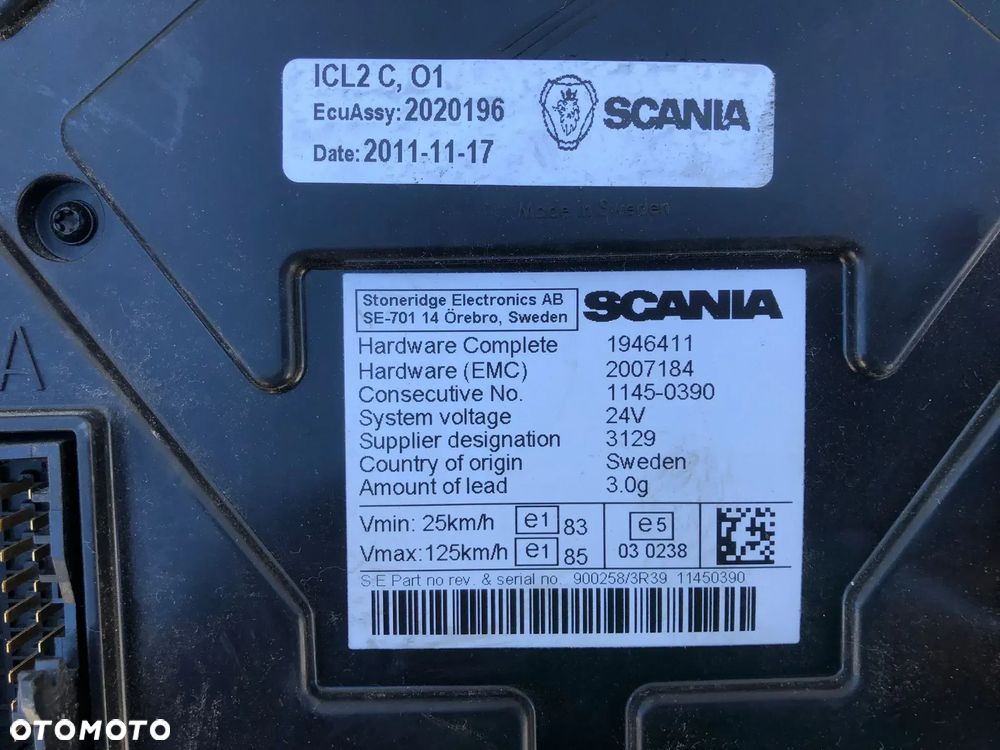 ICL2 C, O1
EcuAssy: 2020196
Date: 2011-11-17
SCANIA
Made in Sweden
Stoneridge Electronics AB
SE-701 14 Örebro, Sweden
SCANIA
Hardware Complete 1946411
Hardware (EMC) 2007184
Consecutive No. 1145-0390
System voltage 24V
Supplier designation 3129
Country of origin Sweden
Amount of lead 3.0g
Vmin: 25km/h e1 83
Vmax: 125km/h e1 85
e5
03 0238
S E Part no rev. & serial no. 900258/3R39 11450390
A
OTOMOTO